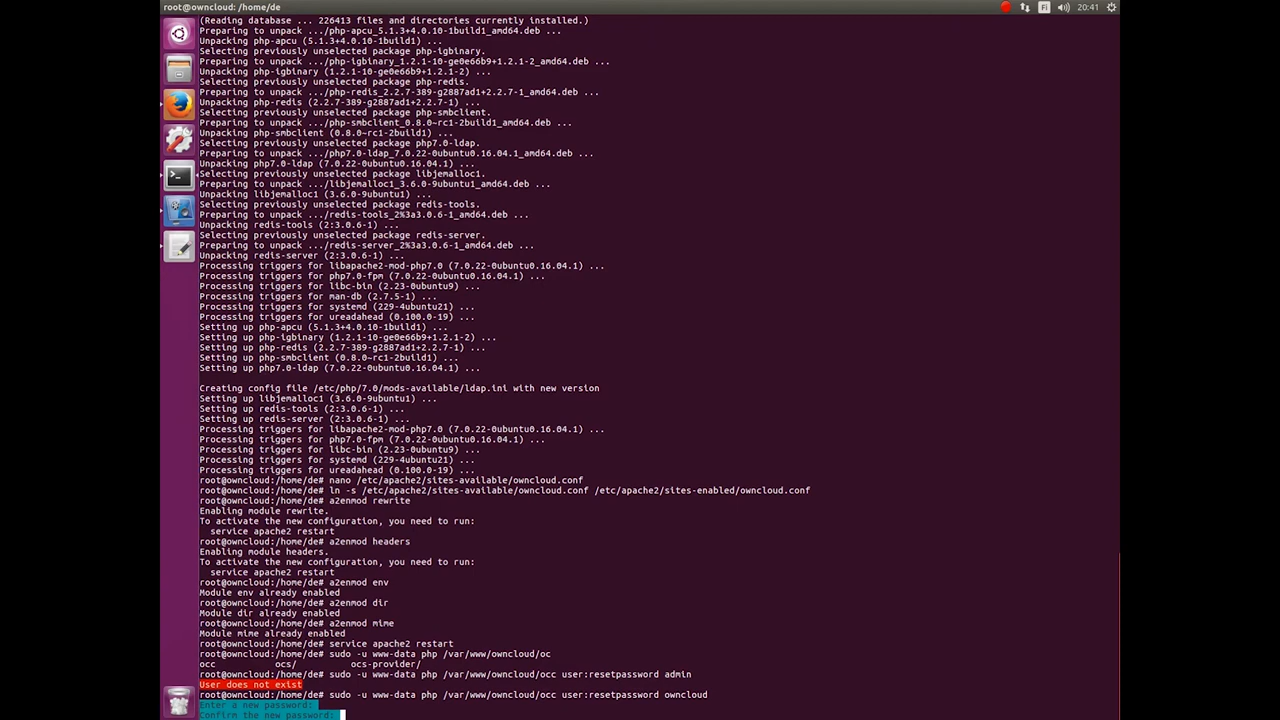 root@owncloud: /home/de
Fi
20:41
(Reading database ... 226413 files and directories currently installed.)
Preparing to unpack .../php-apcu_5.1.3+4.0.10-1build1_amd64.deb ...
Unpacking php-apcu (5.1.3+4.0.10-1build1) ...
Selecting previously unselected package php-igbinary.
Preparing to unpack .../php-igbinary_1.2.1-10-ge0e66b9+1.2.1-2_amd64.deb ...
Unpacking php-igbinary (1.2.1-10-ge0e66b9+1.2.1-2) ...
Selecting previously unselected package php-redis.
Preparing to unpack .../php-redis_2.2.7-389-g2887ad1+2.2.7-1_amd64.deb ...
Unpacking php-redis (2.2.7-389-g2887ad1+2.2.7-1) ...
Selecting previously unselected package php-smbclient.
Preparing to unpack .../php-smbclient_0.8.0~rc1-2build1_amd64.deb ...
Unpacking php-smbclient (0.8.0~rc1-2build1) ...
Selecting previously unselected package php7.0-ldap.
Preparing to unpack .../php7.0-ldap_7.0.22-0ubuntu0.16.04.1_amd64.deb ...
Unpacking php7.0-ldap (7.0.22-0ubuntu0.16.04.1) ...
Selecting previously unselected package libjemalloc1.
Preparing to unpack .../libjemalloc1_3.6.0-9ubuntu1_amd64.deb ...
Unpacking libjemalloc1 (3.6.0-9ubuntu1) ...
Selecting previously unselected package redis-tools.
Preparing to unpack .../redis-tools_2%3a3.0.6-1_amd64.deb ...
Unpacking redis-tools (2:3.0.6-1) ...
Selecting previously unselected package redis-server.
Preparing to unpack .../redis-server_2%3a3.0.6-1_amd64.deb ...
Unpacking redis-server (2:3.0.6-1) ...
Processing triggers for libapache2-mod-php7.0 (7.0.22-0ubuntu0.16.04.1) ...
Processing triggers for php7.0-fpm (7.0.22-0ubuntu0.16.04.1) ...
Processing triggers for libc-bin (2.23-0ubuntu9) ...
Processing triggers for man-db (2.7.5-1) ...
Processing triggers for systemd (229-4ubuntu21) ...
Processing triggers for ureadahead (0.100.0-19) ...
Setting up php-apcu (5.1.3+4.0.10-1build1) ...
Setting up php-igbinary (1.2.1-10-ge0e66b9+1.2.1-2) ...
Setting up php-redis (2.2.7-389-g2887ad1+2.2.7-1) ...
Setting up php-smbclient (0.8.0~rc1-2build1) ...
Setting up php7.0-ldap (7.0.22-0ubuntu0.16.04.1) ...
Creating config file /etc/php/7.0/mods-available/ldap.ini with new version
Setting up libjemalloc1 (3.6.0-9ubuntu1) ...
Setting up redis-tools (2:3.0.6-1) ...
Setting up redis-server (2:3.0.6-1) ...
Processing triggers for libapache2-mod-php7.0 (7.0.22-0ubuntu0.16.04.1) ...
Processing triggers for php7.0-fpm (7.0.22-0ubuntu0.16.04.1) ...
Processing triggers for libc-bin (2.23-0ubuntu9) ...
Processing triggers for systemd (229-4ubuntu21) ...
Processing triggers for ureadahead (0.100.0-19) ...
root@owncloud:/home/de# nano /etc/apache2/sites-available/owncloud.conf
root@owncloud:/home/de# ln -s /etc/apache2/sites-available/owncloud.conf /etc/apache2/sites-enabled/owncloud.conf
root@owncloud:/home/de# a2enmod rewrite
Enabling module rewrite.
To activate the new configuration, you need to run:
  service apache2 restart
root@owncloud:/home/de# a2enmod headers
Enabling module headers.
To activate the new configuration, you need to run:
  service apache2 restart
root@owncloud:/home/de# a2enmod env
Module env already enabled
root@owncloud:/home/de# a2enmod dir
Module dir already enabled
root@owncloud:/home/de# a2enmod mime
Module mime already enabled
root@owncloud:/home/de# service apache2 restart
root@owncloud:/home/de# sudo -u www-data php /var/www/owncloud/oc
occ          ocs/         ocs-provider/
root@owncloud:/home/de# sudo -u www-data php /var/www/owncloud/occ user:resetpassword admin
User does not exist
root@owncloud:/home/de# sudo -u www-data php /var/www/owncloud/occ user:resetpassword owncloud
Enter a new password:
Confirm the new password: